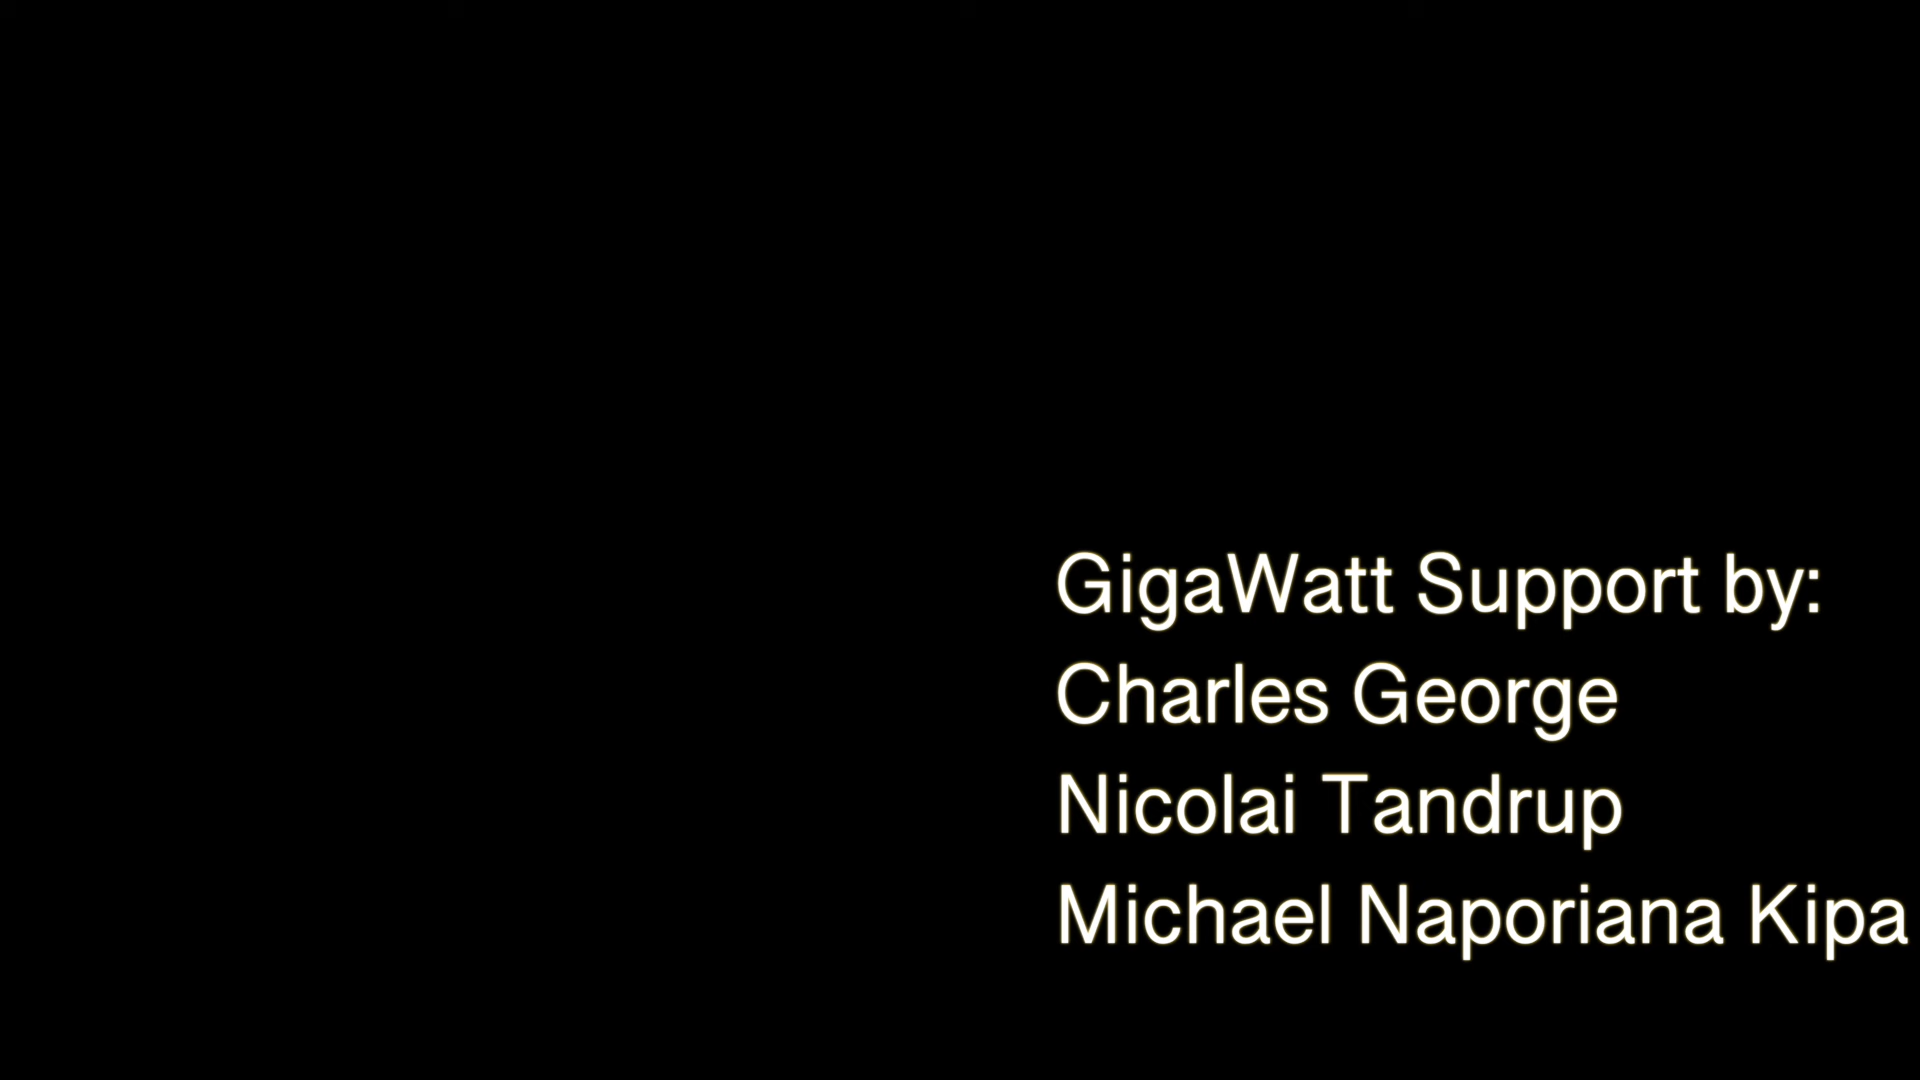 GigaWatt Support by:
Charles George
Nicolai Tandrup
Michael Naporiana Kipa